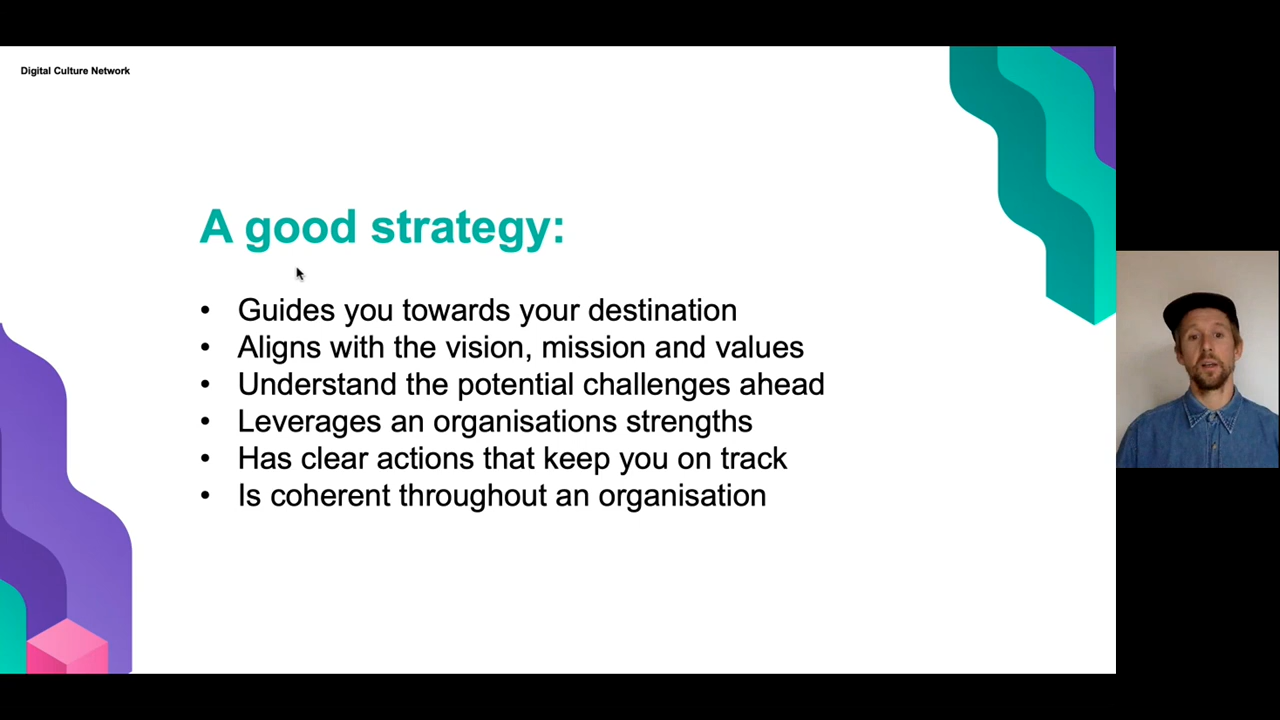 Digital Culture Network
A good strategy:
• Guides you towards your destination
• Aligns with the vision, mission and values
• Understand the potential challenges ahead
• Leverages an organisations strengths
• Has clear actions that keep you on track
• Is coherent throughout an organisation